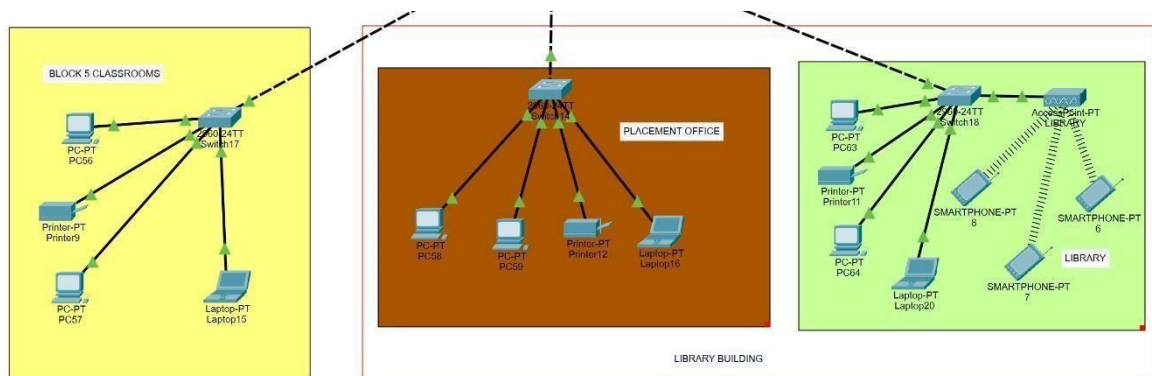 BLOCK 5 CLASSROOMS
2960-24TT
Switch17
PC-PT
PC56
Printer-PT
Printer9
PC-PT
PC57
Laptop-PT
Laptop15
2960-24TT
Switch14
PLACEMENT OFFICE
PC-PT
PC58
PC-PT
PC59
Printer-PT
Printer12
Laptop-PT
Laptop16
2960-24TT
Switch18
AccessPoint-PT
LIBRARY
PC-PT
PC63
Printer-PT
Printer11
PC-PT
PC64
Laptop-PT
Laptop20
SMARTPHONE-PT
8
SMARTPHONE-PT
6
SMARTPHONE-PT
7
LIBRARY
LIBRARY BUILDING